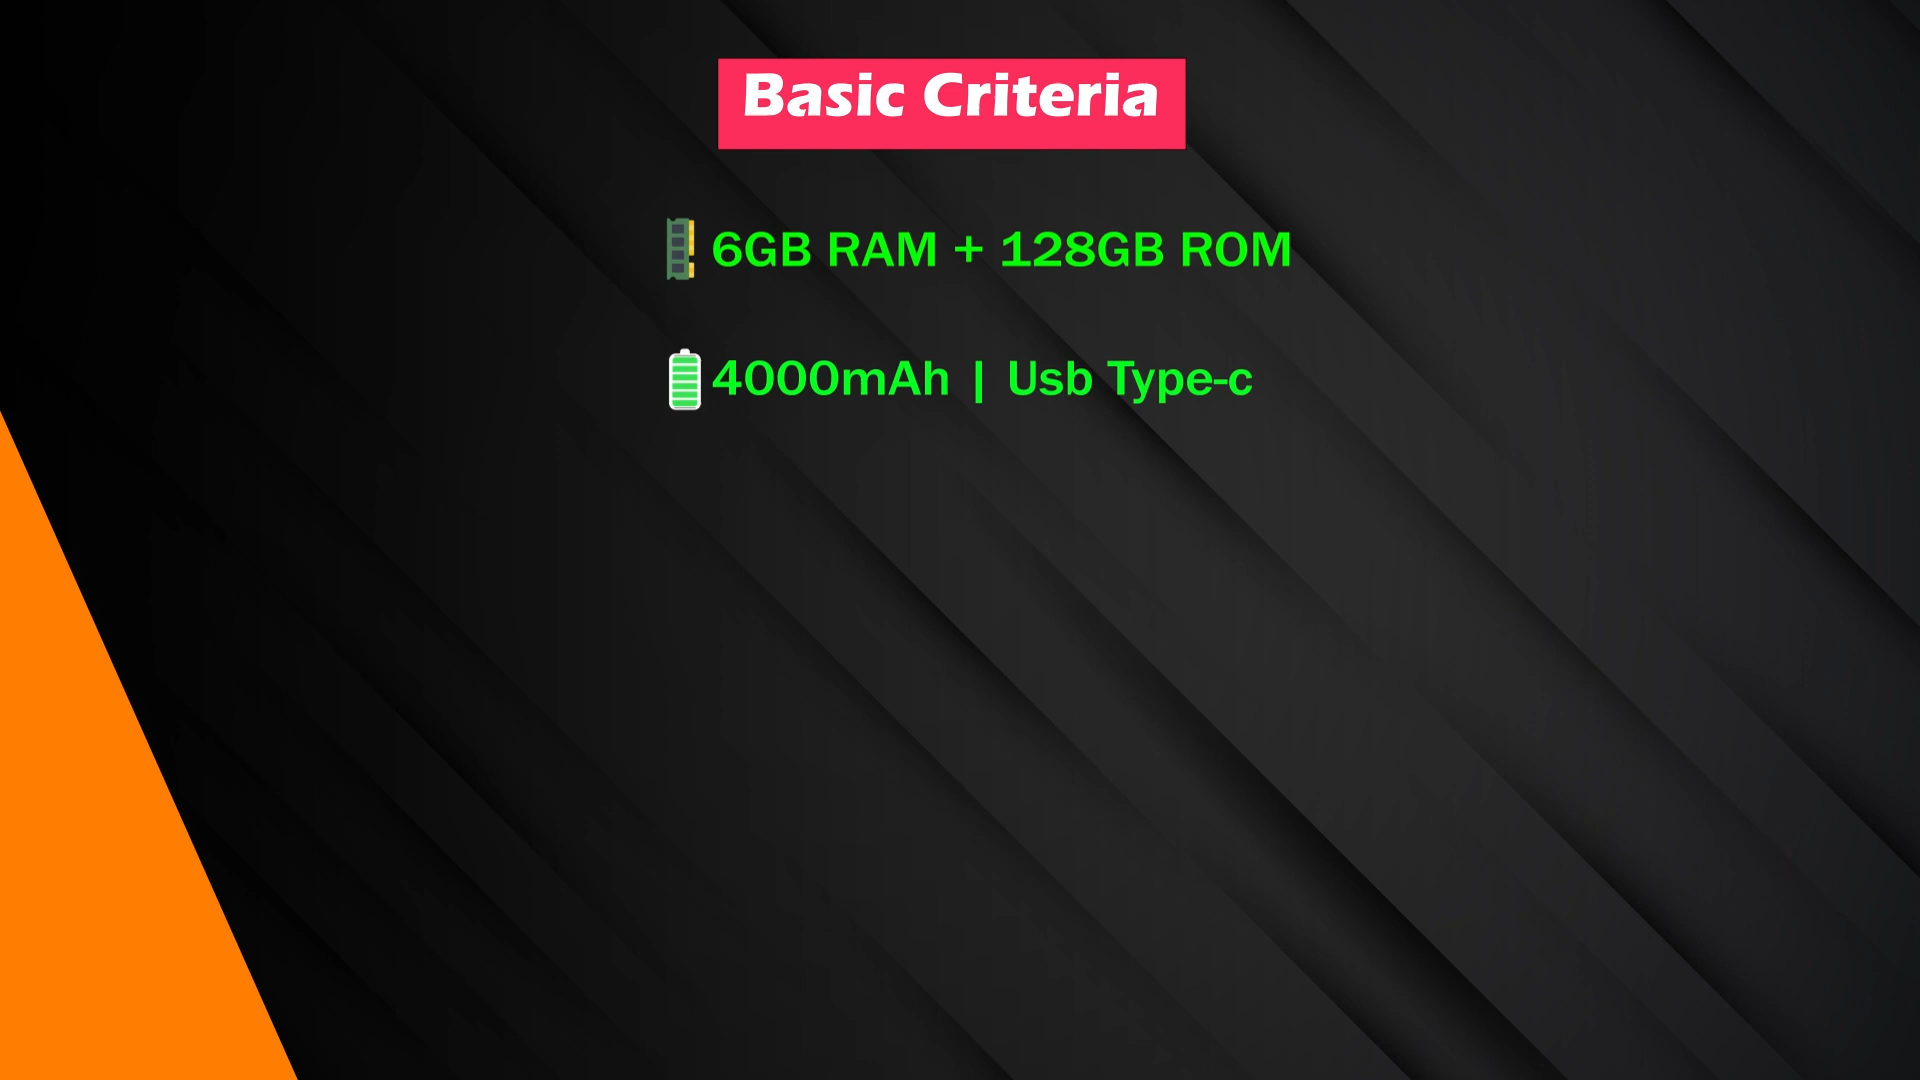 Basic Criteria
6GB RAM + 128GB ROM
4000mAh | Usb Type-c